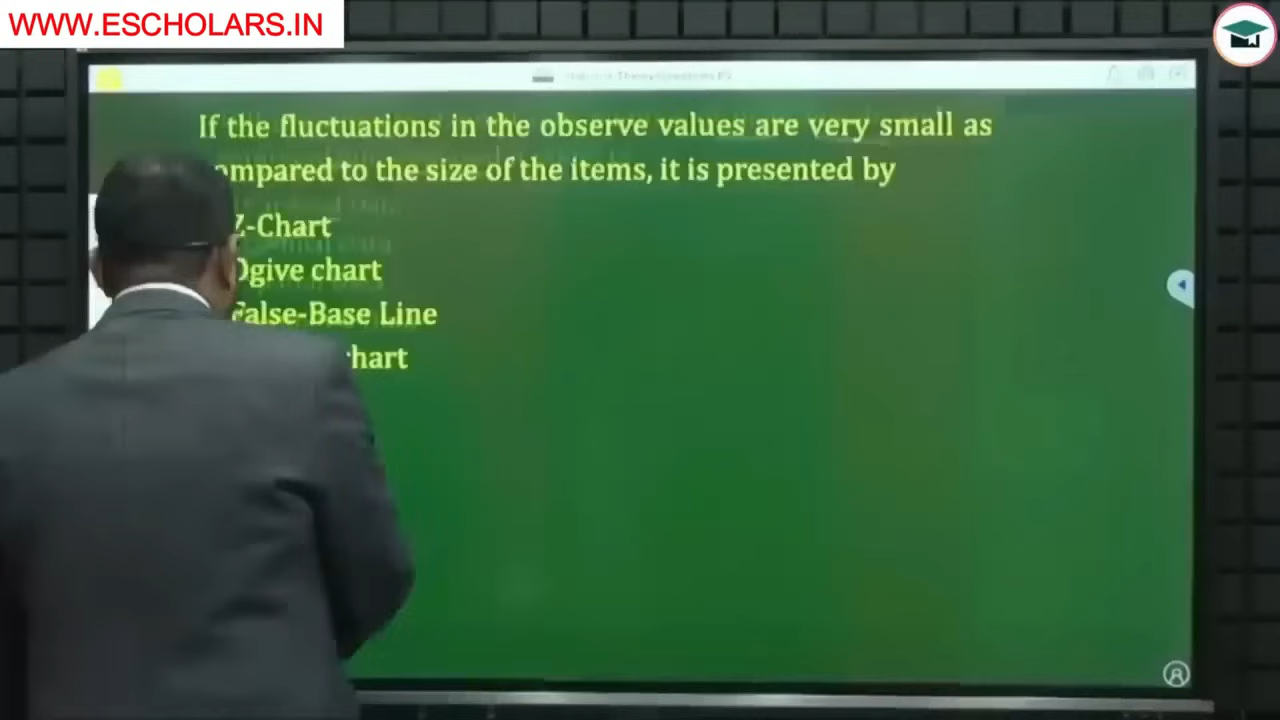 WWW.ESCHOLARS.IN
If the fluctuations in the observe values are very small as
ompared to the size of the items, it is presented by
Z-Chart
Ogive chart
False-Base Line
hart